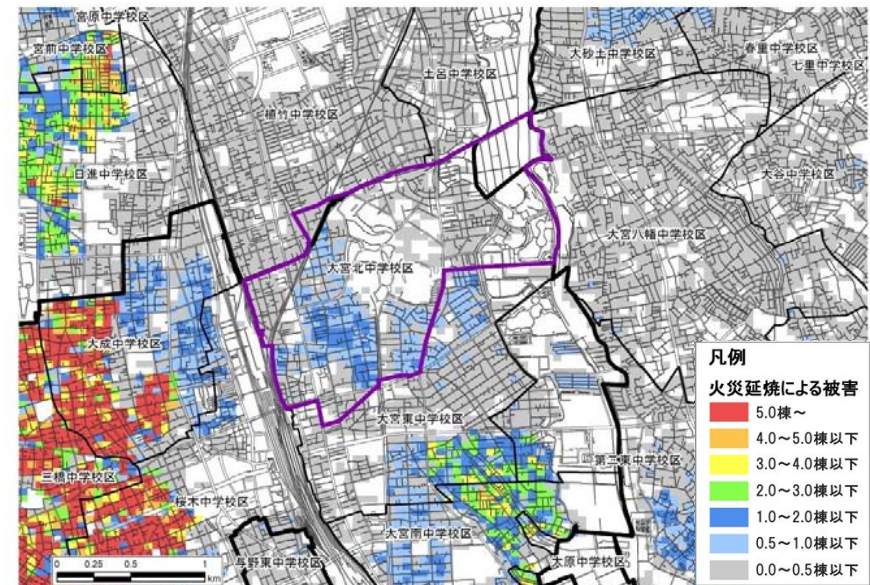 宮原中学校区
宮前中学校区
大砂土中学校区
春里中学校区
七里中学校区
土呂中学校区
植竹中学校区
日進中学校区
大谷中学校区
大宮八幡中学校区
大宮北中学校区
大成中学校区
大宮東中学校区
第二東中学校区
三橋中学校区
桜木中学校区
大宮南中学校区
与野東中学校区
大原中学校区
0 0.25 0.5 1
km
凡例
火災延焼による被害
5.0棟～
4.0～5.0棟以下
3.0～4.0棟以下
2.0～3.0棟以下
1.0～2.0棟以下
0.5～1.0棟以下
0.0～0.5棟以下